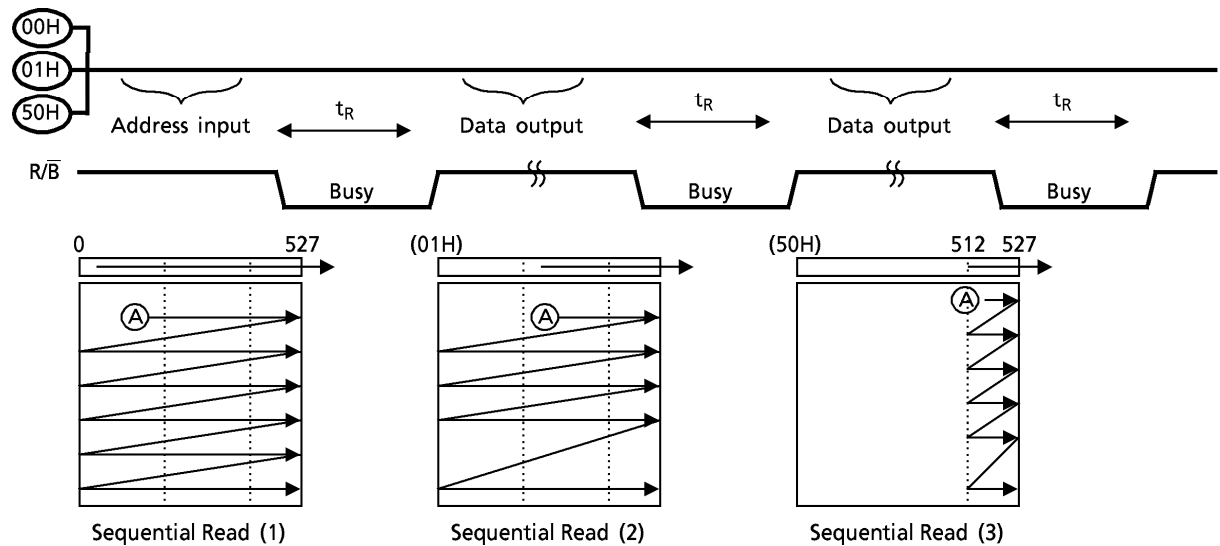 00H
01H
50H
Address input
tR
Data output
tR
Data output
tR
R/B̅
Busy
Busy
Busy
0 527
(01H)
(50H) 512 527
A
A
A
Sequential Read (1)
Sequential Read (2)
Sequential Read (3)